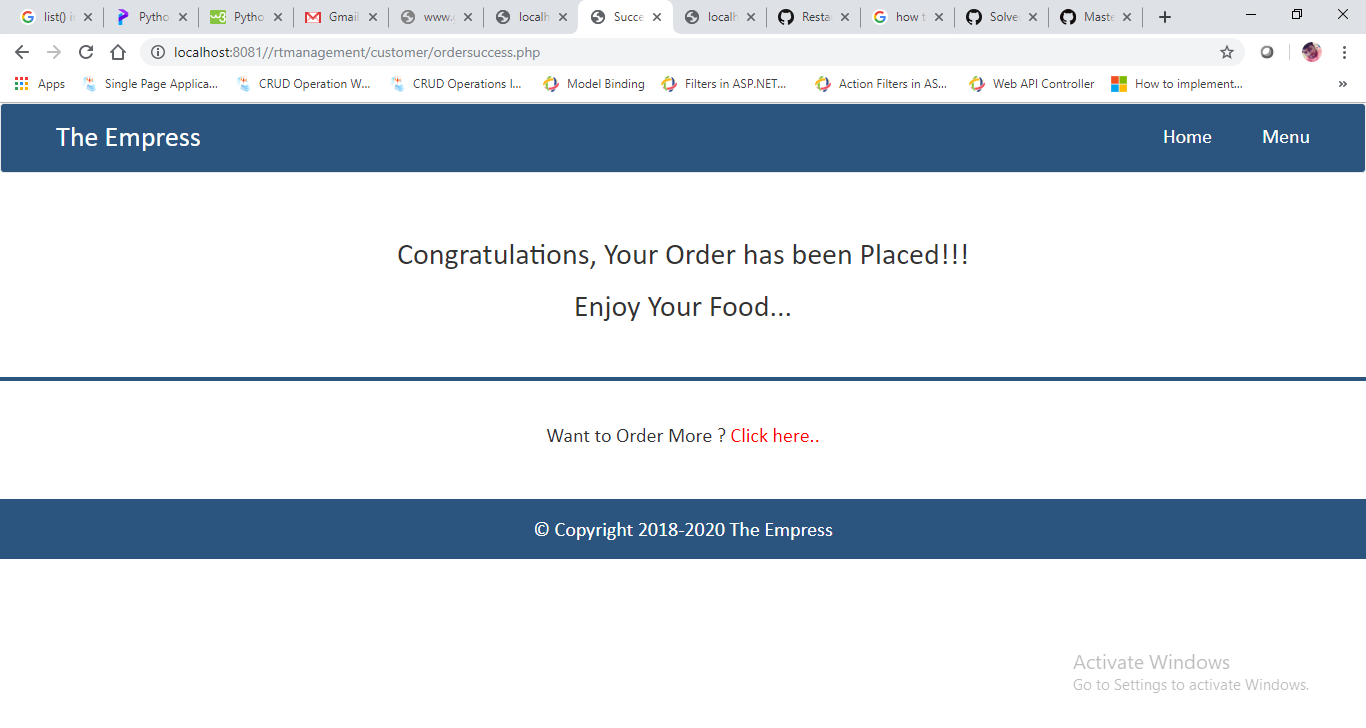 list() i Pytho Pytho Gmail www. localh Succe localh Resta how t Solve Maste
localhost:8081//rtmanagement/customer/ordersuccess.php
Apps Single Page Applica... CRUD Operation W... CRUD Operations I... Model Binding Filters in ASP.NET... Action Filters in AS... Web API Controller How to implement... »
The Empress Home Menu
Congratulations, Your Order has been Placed!!!
Enjoy Your Food...
Want to Order More ? Click here..
© Copyright 2018-2020 The Empress
Activate Windows
Go to Settings to activate Windows.